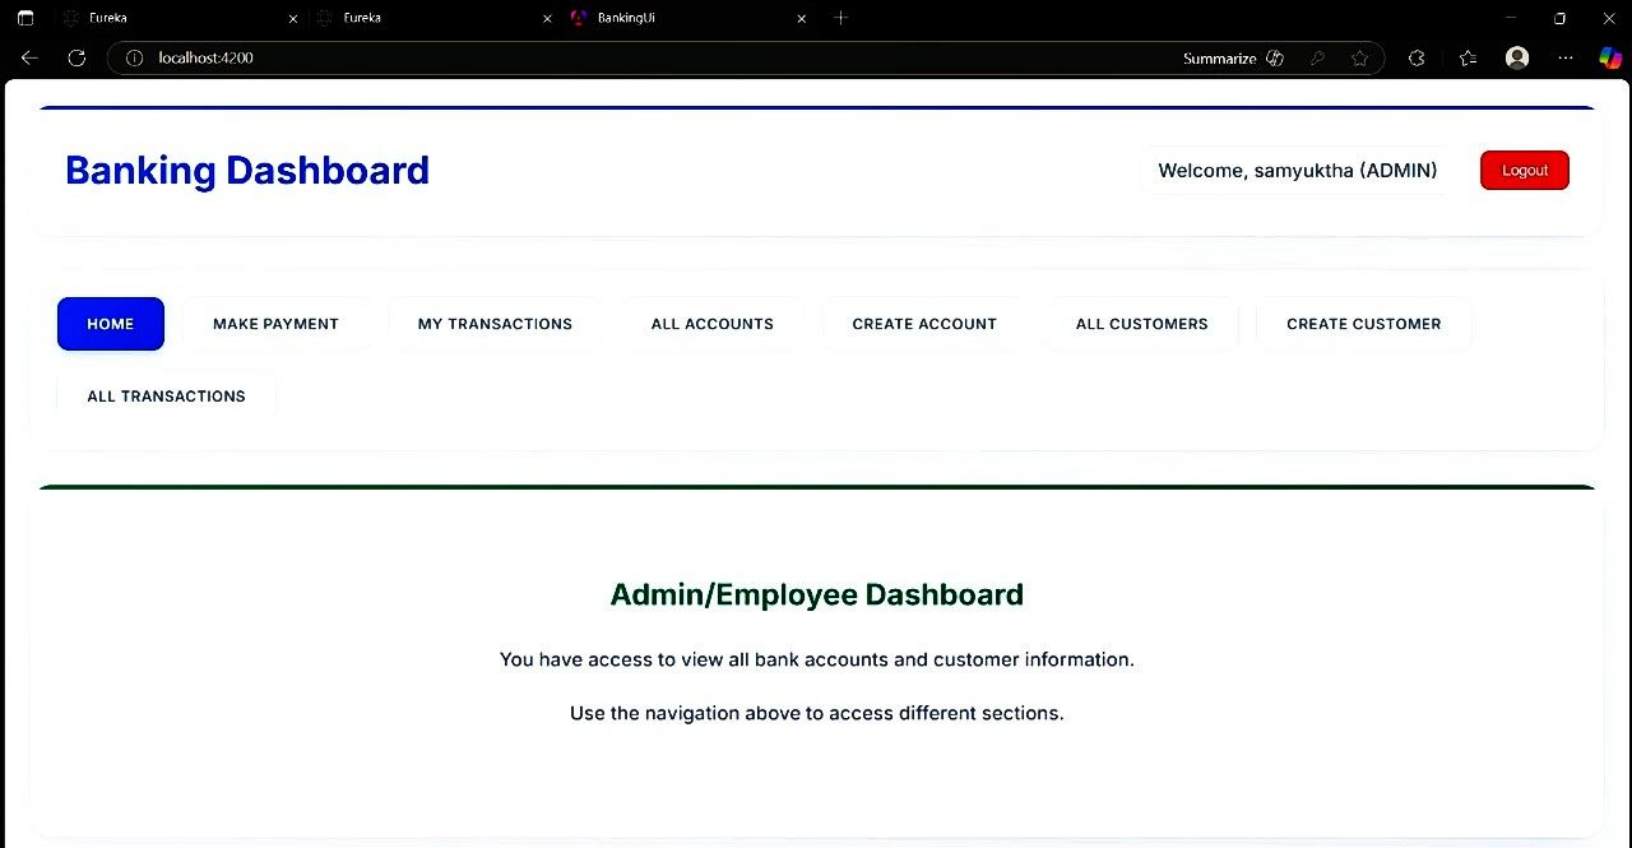 Eureka
Eureka
BankingUi
localhost:4200
Summarize
Banking Dashboard
Welcome, samyuktha (ADMIN)
Logout
HOME
MAKE PAYMENT
MY TRANSACTIONS
ALL ACCOUNTS
CREATE ACCOUNT
ALL CUSTOMERS
CREATE CUSTOMER
ALL TRANSACTIONS
Admin/Employee Dashboard
You have access to view all bank accounts and customer information.
Use the navigation above to access different sections.